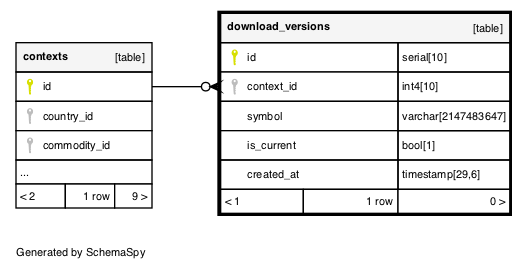 contexts [table]
id
country_id
commodity_id
...
< 2 1 row 9 >
download_versions [table]
id serial[10]
context_id int4[10]
symbol varchar[2147483647]
is_current bool[1]
created_at timestamp[29,6]
< 1 1 row 0 >
Generated by SchemaSpy